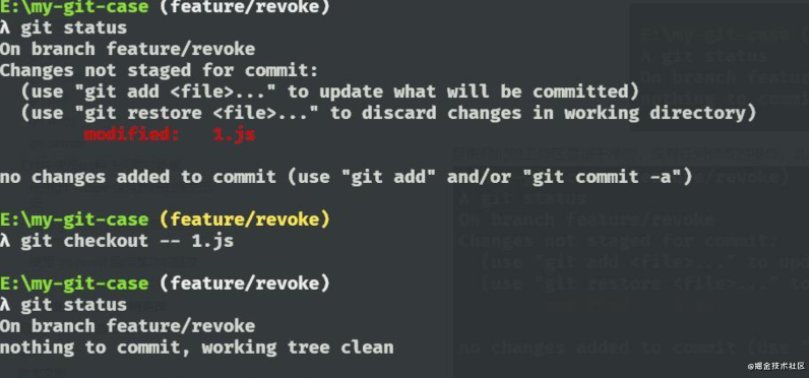 E:\my-git-case (feature/revoke)
λ git status
On branch feature/revoke
Changes not staged for commit:
  (use "git add <file>..." to update what will be committed)
  (use "git restore <file>..." to discard changes in working directory)
        modified:   1.js
no changes added to commit (use "git add" and/or "git commit -a")
E:\my-git-case (feature/revoke)
λ git checkout -- 1.js
E:\my-git-case (feature/revoke)
λ git status
On branch feature/revoke
nothing to commit, working tree clean
@掘金技术社区